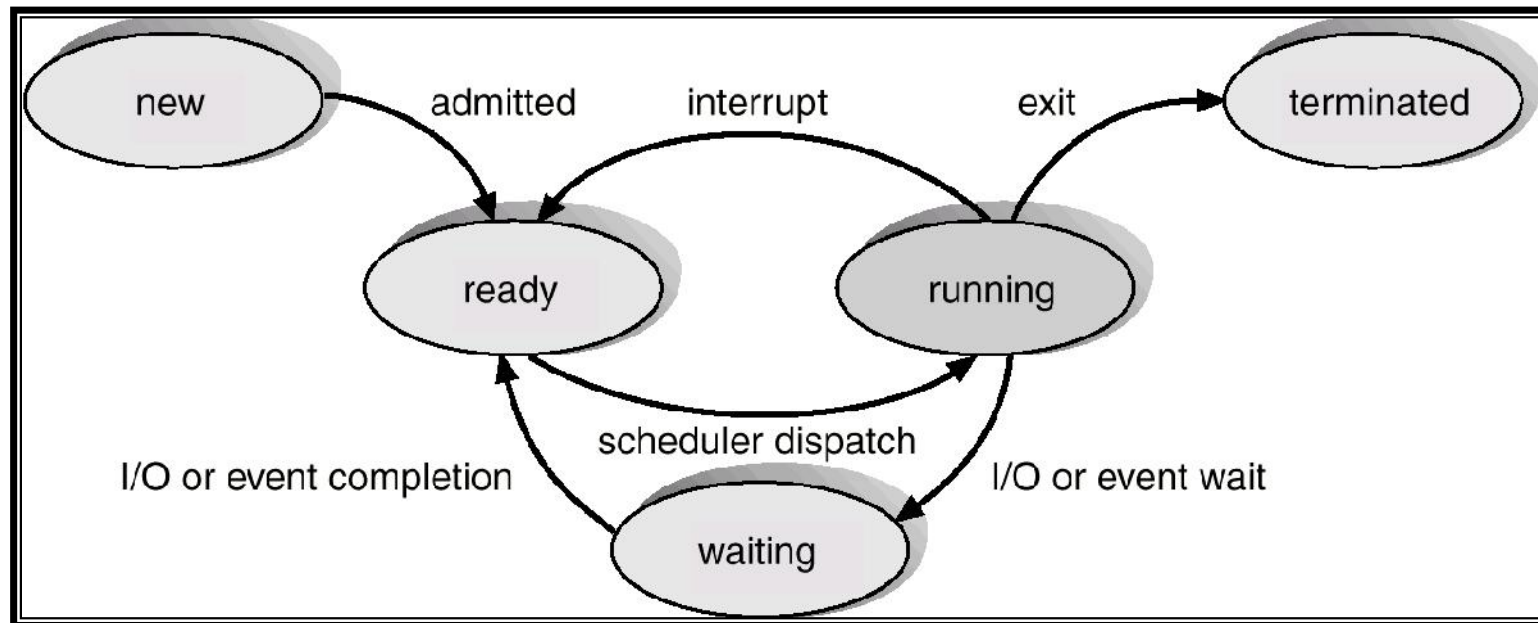 new
admitted
interrupt
exit
terminated
ready
running
scheduler dispatch
I/O or event completion
I/O or event wait
waiting